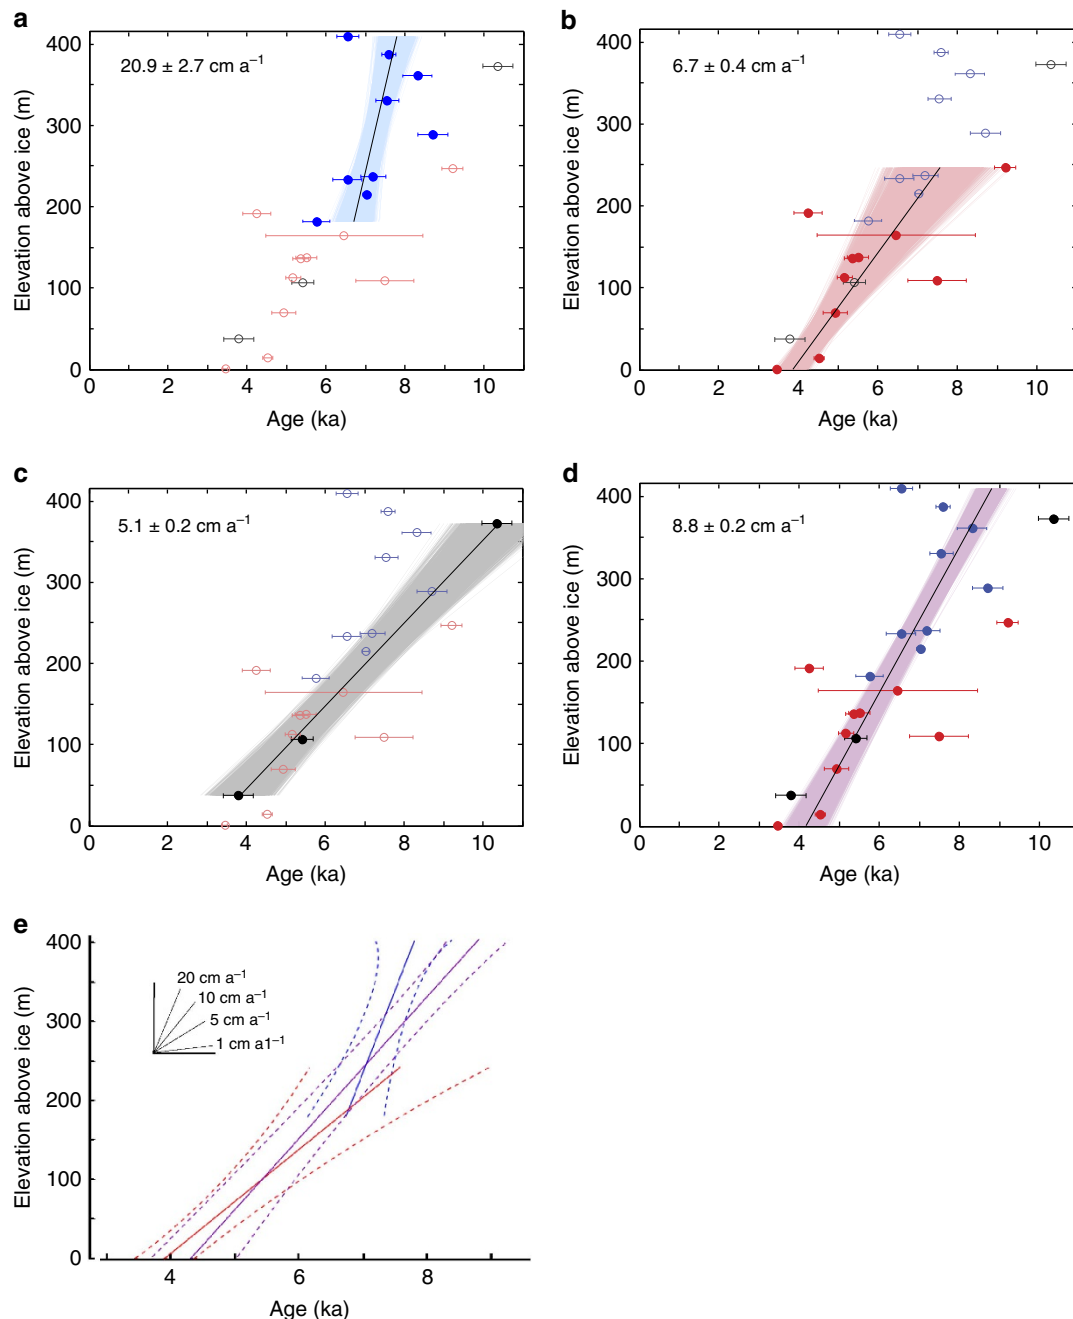 a
20.9 ± 2.7 cm a⁻¹
400
300
200
100
0
Elevation above ice (m)
0 2 4 6 8 10
Age (ka)
b
6.7 ± 0.4 cm a⁻¹
400
300
200
100
0
Elevation above ice (m)
0 2 4 6 8 10
Age (ka)
c
5.1 ± 0.2 cm a⁻¹
400
300
200
100
0
Elevation above ice (m)
0 2 4 6 8 10
Age (ka)
d
8.8 ± 0.2 cm a⁻¹
400
300
200
100
0
Elevation above ice (m)
0 2 4 6 8 10
Age (ka)
e
400
300
200
100
0
Elevation above ice (m)
20 cm a⁻¹
10 cm a⁻¹
5 cm a⁻¹
1 cm a1⁻¹
4 6 8
Age (ka)